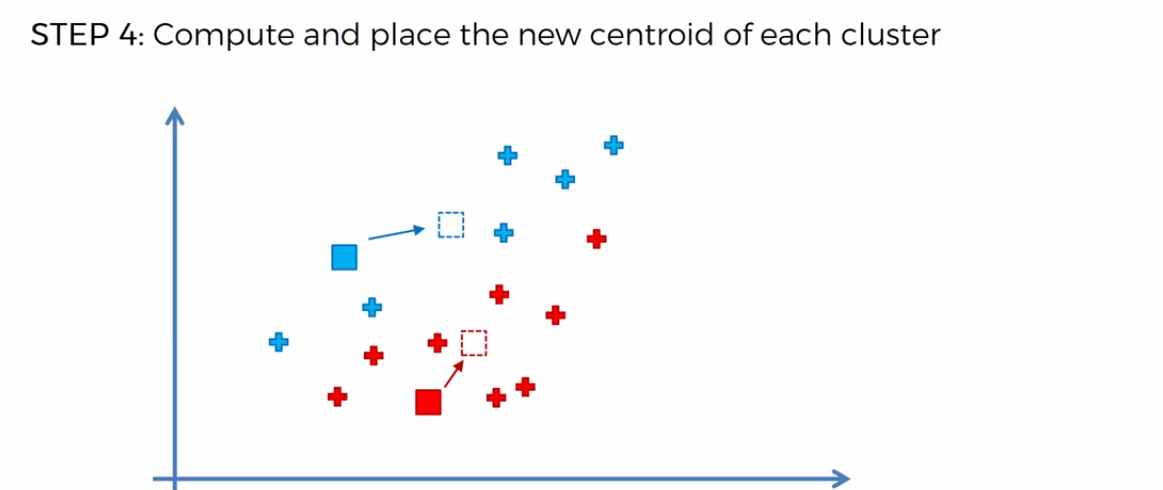 STEP 4: Compute and place the new centroid of each cluster